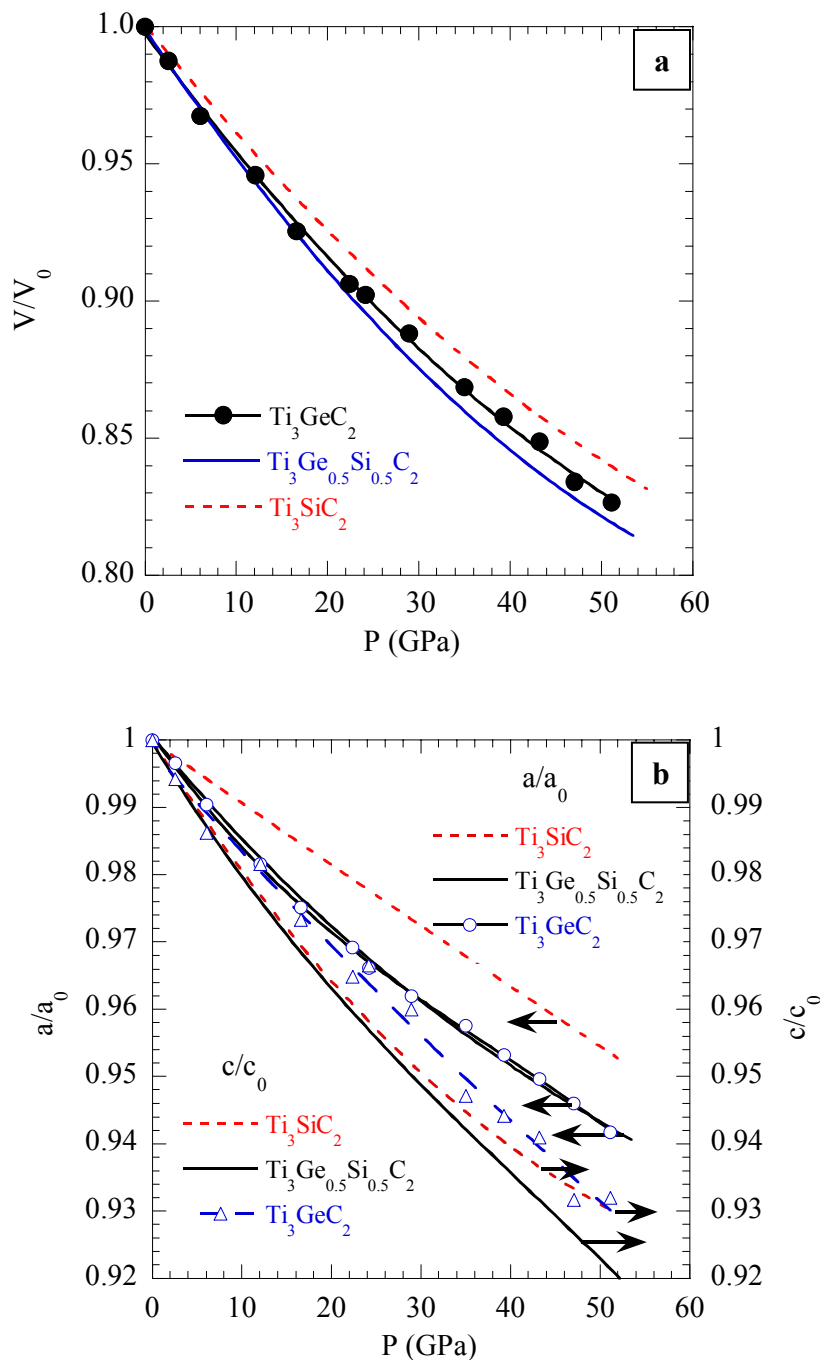 a
1.0
0.95
0.90
0.85
0.80
V/V₀
Ti₃GeC₂
Ti₃Ge₀.₅Si₀.₅C₂
Ti₃SiC₂
0 10 20 30 40 50 60
P (GPa)
b
1
0.99
0.98
0.97
0.96
0.95
0.94
0.93
0.92
a/a₀
a/a₀
Ti₃SiC₂
Ti₃Ge₀.₅Si₀.₅C₂
Ti₃GeC₂
c/c₀
Ti₃SiC₂
Ti₃Ge₀.₅Si₀.₅C₂
Ti₃GeC₂
1
0.99
0.98
0.97
0.96
0.95
0.94
0.93
0.92
c/c₀
0 10 20 30 40 50 60
P (GPa)